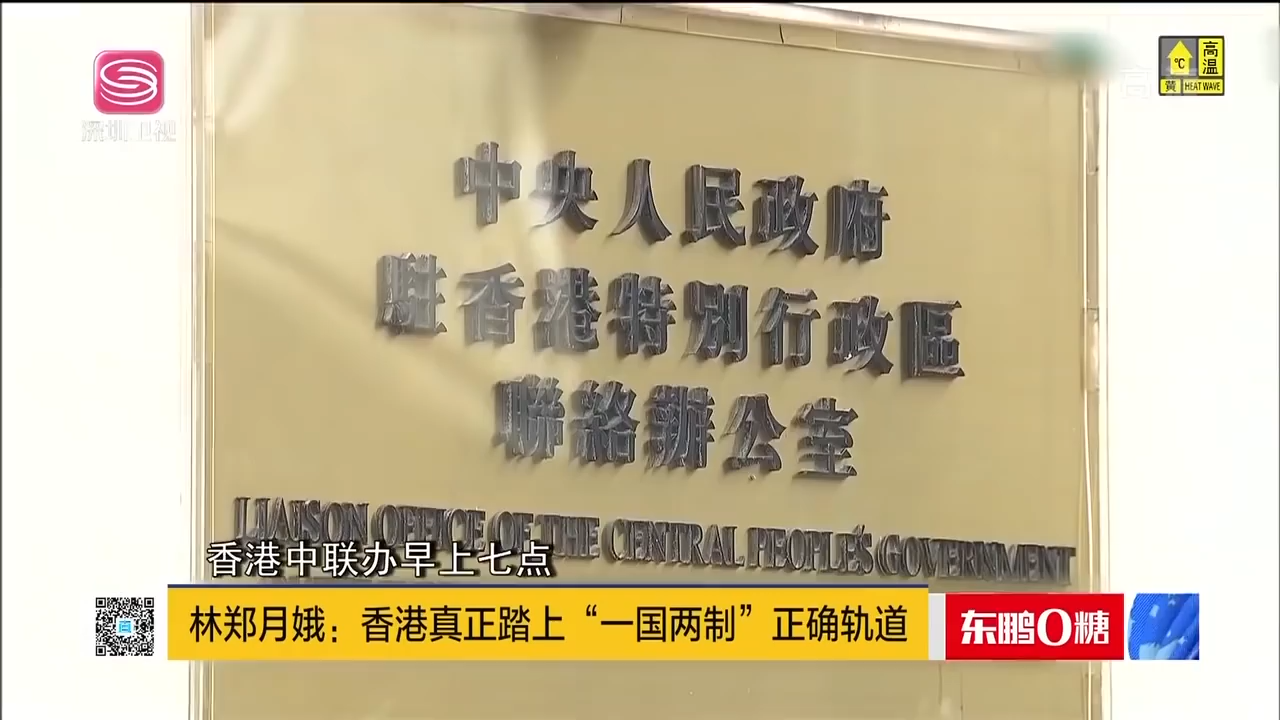 深圳卫视
高温
℃
黄
HEAT WAVE
中央人民政府
駐香港特別行政區
聯絡辦公室
LIAISON OFFICE OF THE CENTRAL PEOPLE'S GOVERNMENT
香港中联办早上七点
林郑月娥：香港真正踏上“一国两制”正确轨道
东鹏0糖